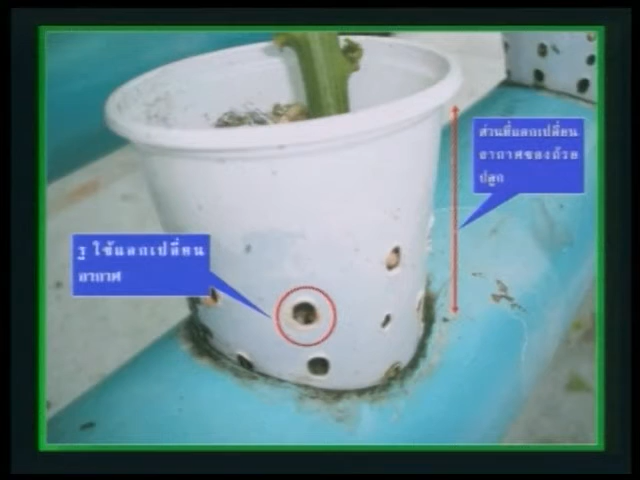 ส่วนที่แลกเปลี่ยน
อากาศของถ้วย
ปลูก
รู ใช้แลกเปลี่ยน
อากาศ